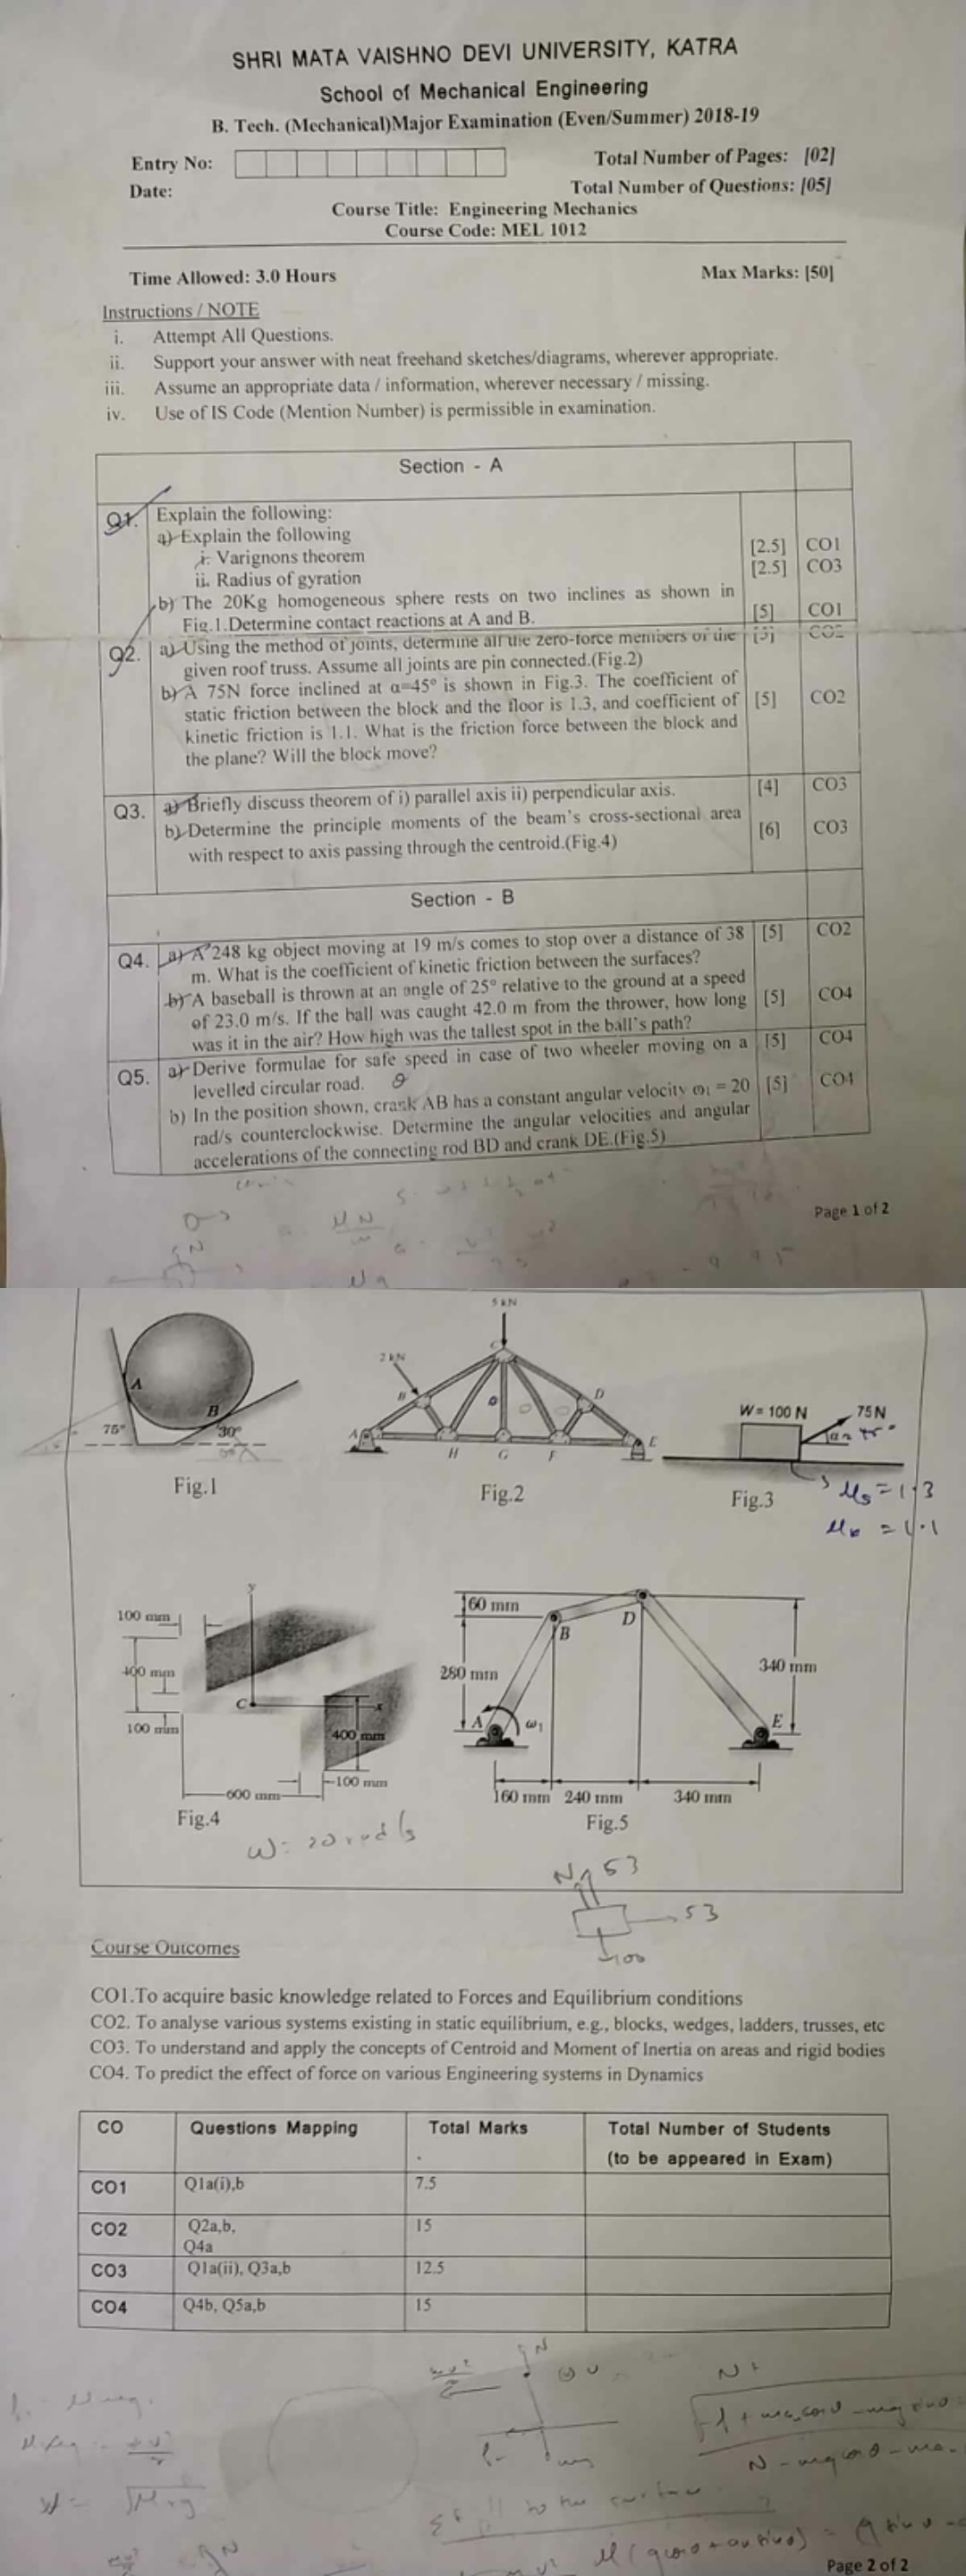 SHRI MATA VAISHNO DEVI UNIVERSITY, KATRA
School of Mechanical Engineering
B. Tech. (Mechanical)Major Examination (Even/Summer) 2018-19
Entry No:
Total Number of Pages: [02]
Date:
Total Number of Questions: [05]
Course Title: Engineering Mechanics
Course Code: MEL 1012
Time Allowed: 3.0 Hours
Max Marks: [50]
Instructions / NOTE
i. Attempt All Questions.
ii. Support your answer with neat freehand sketches/diagrams, wherever appropriate.
iii. Assume an appropriate data / information, wherever necessary / missing.
iv. Use of IS Code (Mention Number) is permissible in examination.
Section - A
Q1. Explain the following:
a) Explain the following
i. Varignons theorem [2.5] CO1
ii. Radius of gyration [2.5] CO3
b) The 20Kg homogeneous sphere rests on two inclines as shown in
Fig.1.Determine contact reactions at A and B. [5] CO1
Q2. a) Using the method of joints, determine all the zero-force members of the [5] CO2
given roof truss. Assume all joints are pin connected.(Fig.2)
b) A 75N force inclined at α=45° is shown in Fig.3. The coefficient of
static friction between the block and the floor is 1.3, and coefficient of [5] CO2
kinetic friction is 1.1. What is the friction force between the block and
the plane? Will the block move?
Q3. a) Briefly discuss theorem of i) parallel axis ii) perpendicular axis. [4] CO3
b) Determine the principle moments of the beam's cross-sectional area [6] CO3
with respect to axis passing through the centroid.(Fig.4)
Section - B
Q4. a) A 248 kg object moving at 19 m/s comes to stop over a distance of 38 [5] CO2
m. What is the coefficient of kinetic friction between the surfaces?
b) A baseball is thrown at an angle of 25° relative to the ground at a speed
of 23.0 m/s. If the ball was caught 42.0 m from the thrower, how long [5] CO4
was it in the air? How high was the tallest spot in the ball's path?
Q5. a) Derive formulae for safe speed in case of two wheeler moving on a [5] CO4
levelled circular road.
b) In the position shown, crank AB has a constant angular velocity ω1 = 20 [5] CO4
rad/s counterclockwise. Determine the angular velocities and angular
accelerations of the connecting rod BD and crank DE.(Fig.5)
Page 1 of 2
A
B
75°
30°
Fig.1
5 kN
2 kN
C
B
D
A
H
G
F
E
Fig.2
W = 100 N
75 N
Fig.3
μs = 1.3
μk = 1.1
y
100 mm
400 mm
C
x
100 mm
400 mm
100 mm
600 mm
Fig.4
60 mm
B
D
280 mm
340 mm
A
ω1
E
160 mm 240 mm 340 mm
Fig.5
ω = 20 rad/s
N 53
53
100
Course Outcomes
CO1.To acquire basic knowledge related to Forces and Equilibrium conditions
CO2. To analyse various systems existing in static equilibrium, e.g., blocks, wedges, ladders, trusses, etc
CO3. To understand and apply the concepts of Centroid and Moment of Inertia on areas and rigid bodies
CO4. To predict the effect of force on various Engineering systems in Dynamics
CO Questions Mapping Total Marks Total Number of Students
(to be appeared in Exam)
CO1 Q1a(i),b 7.5
CO2 Q2a,b, 15
Q4a
CO3 Q1a(ii), Q3a,b 12.5
CO4 Q4b, Q5a,b 15
Page 2 of 2